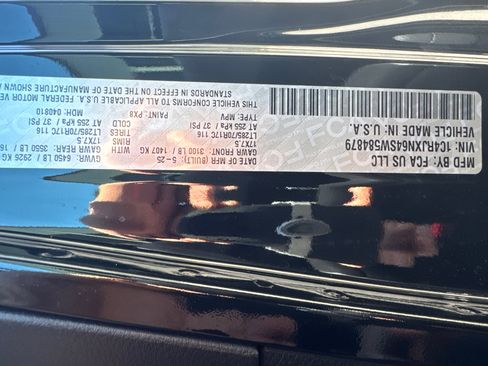 MFD BY: FCA US LLC
VIN: 1C4RJXN64SW584879
VEHICLE MADE IN: U.S.A.
DATE OF MFR (BUILT): 5-25 GVWR: 6450 LB ( 2926 KG
GAWR FRONT: 3100 LB 1407 KG WITH GAWR REAR: 3550 LB
17X7.5 TIRES 17X7.5
LT285/70R17C 116 LT285/70R17C 116
AT 255 kPa / 37 PSI COLD AT 255 kPa / 37 PSI
TYPE: MPV PAINT: PX8 MDH: 040810
THIS VEHICLE CONFORMS TO ALL APPLICABLE U.S.A. FEDERAL MOTOR
STANDARDS IN EFFECT ON THE DATE OF MANUFACTURE SHOWN